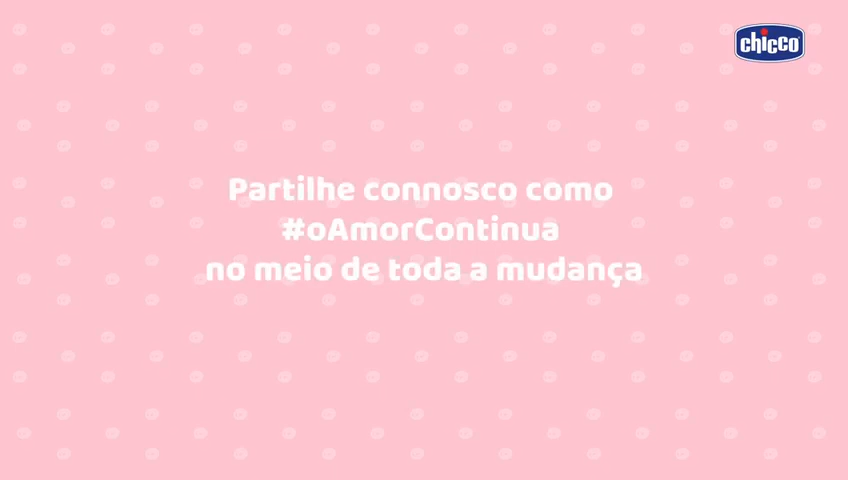 chicco
Partilhe connosco como
#oAmorContinua
no meio de toda a mudança